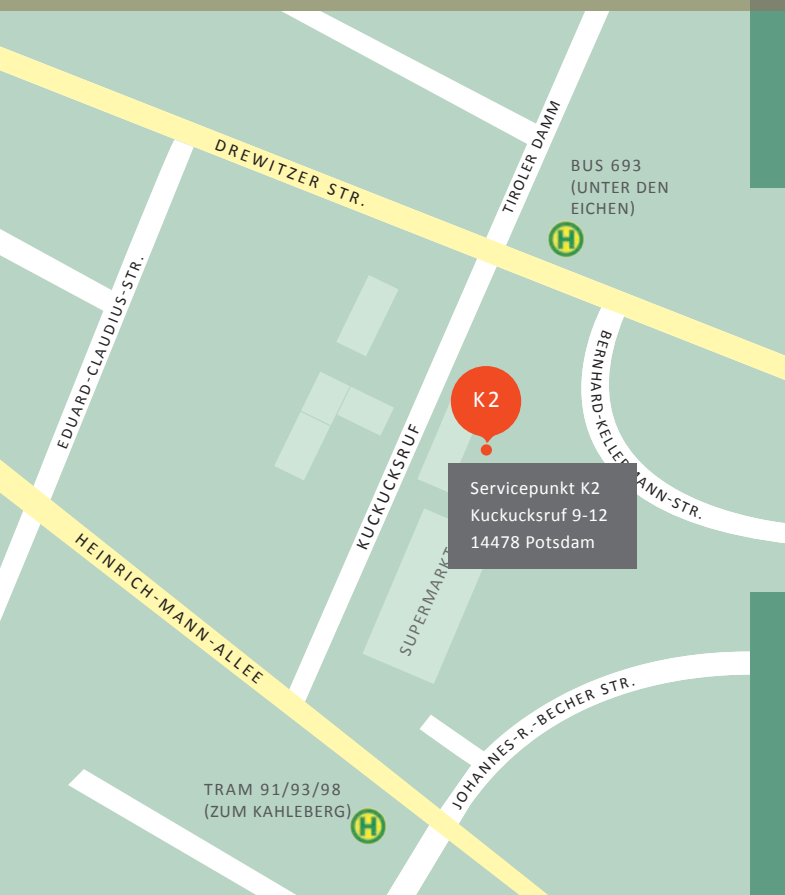 DREWITZER STR.
TIROLER DAMM
BUS 693
(UNTER DEN
EICHEN)
H
EDUARD-CLAUDIUS-STR.
BERNHARD-KELLERMANN-STR.
K2
KUCKUCKSRUF
Servicepunkt K2
Kuckucksruf 9-12
14478 Potsdam
SUPERMARKT
HEINRICH-MANN-ALLEE
JOHANNES-R.-BECHER STR.
TRAM 91/93/98
(ZUM KAHLEBERG)
H